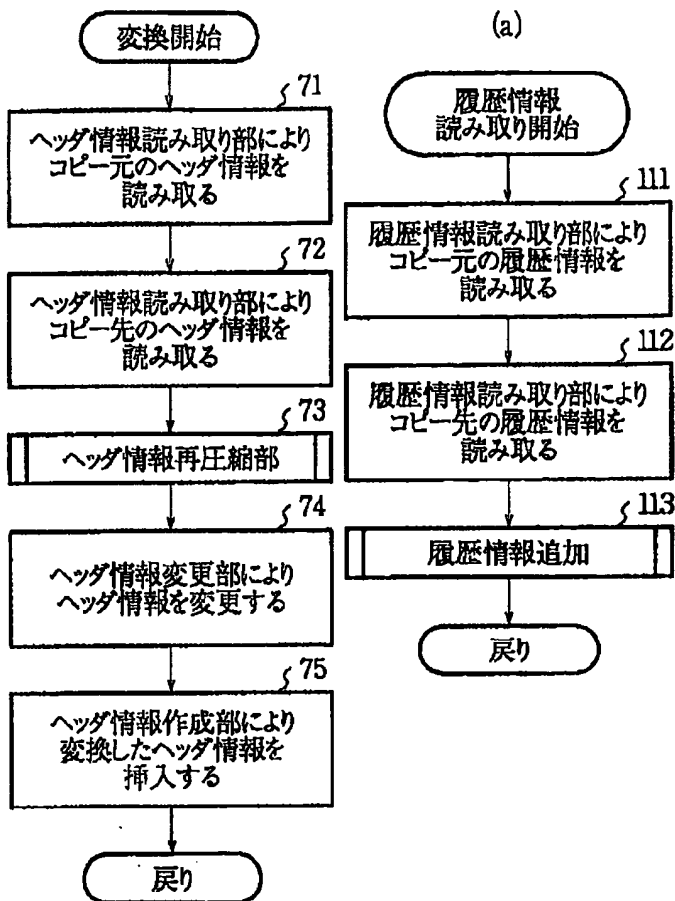 変換開始
71
ヘッダ情報読み取り部により
コピー元のヘッダ情報を
読み取る
72
ヘッダ情報読み取り部により
コピー先のヘッダ情報を
読み取る
73
ヘッダ情報再圧縮部
74
ヘッダ情報変更部により
ヘッダ情報を変更する
75
ヘッダ情報作成部により
変換したヘッダ情報を
挿入する
戻り
(a)
履歴情報
読み取り開始
111
履歴情報読み取り部により
コピー元の履歴情報を
読み取る
112
履歴情報読み取り部により
コピー先の履歴情報を
読み取る
113
履歴情報追加
戻り